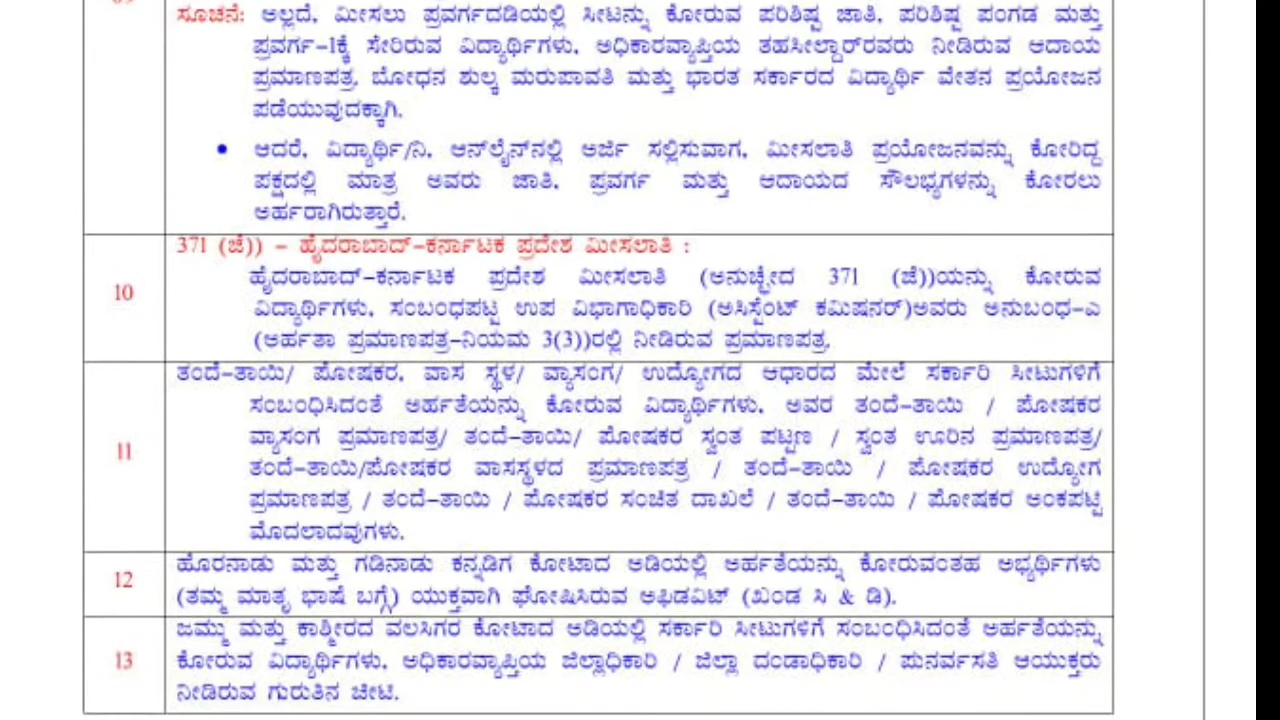 ಸೂಚನೆ: ಅಲ್ಲದೆ, ಮೀಸಲು ಪ್ರವರ್ಗದಡಿಯಲ್ಲಿ ಸೀಟನ್ನು ಕೋರುವ ಪರಿಶಿಷ್ಟ ಜಾತಿ, ಪರಿಶಿಷ್ಟ ಪಂಗಡ ಮತ್ತು
ಪ್ರವರ್ಗ-1ಕ್ಕೆ ಸೇರಿರುವ ವಿದ್ಯಾರ್ಥಿಗಳು, ಅಧಿಕಾರವ್ಯಾಪ್ತಿಯ ತಹಸೀಲ್ದಾರ್‌ರವರು ನೀಡಿರುವ ಆದಾಯ
ಪ್ರಮಾಣಪತ್ರ, ಬೋಧನ ಶುಲ್ಕ ಮರುಪಾವತಿ ಮತ್ತು ಭಾರತ ಸರ್ಕಾರದ ವಿದ್ಯಾರ್ಥಿ ವೇತನ ಪ್ರಯೋಜನ
ಪಡೆಯುವುದಕ್ಕಾಗಿ.
• ಆದರೆ, ವಿದ್ಯಾರ್ಥಿ/ನಿ, ಆನ್‌ಲೈನ್‌ನಲ್ಲಿ ಅರ್ಜಿ ಸಲ್ಲಿಸುವಾಗ, ಮೀಸಲಾತಿ ಪ್ರಯೋಜನವನ್ನು ಕೋರಿದ್ದ
ಪಕ್ಷದಲ್ಲಿ ಮಾತ್ರ ಅವರು ಜಾತಿ, ಪ್ರವರ್ಗ ಮತ್ತು ಆದಾಯದ ಸೌಲಭ್ಯಗಳನ್ನು ಕೋರಲು
ಅರ್ಹರಾಗಿರುತ್ತಾರೆ.
371 (ಜೆ)) - ಹೈದರಾಬಾದ್-ಕರ್ನಾಟಕ ಪ್ರದೇಶ ಮೀಸಲಾತಿ :
10 ಹೈದರಾಬಾದ್-ಕರ್ನಾಟಕ ಪ್ರದೇಶ ಮೀಸಲಾತಿ (ಅನುಚ್ಛೇದ 371 (ಜೆ))ಯನ್ನು ಕೋರುವ
ವಿದ್ಯಾರ್ಥಿಗಳು, ಸಂಬಂಧಪಟ್ಟ ಉಪ ವಿಭಾಗಾಧಿಕಾರಿ (ಅಸಿಸ್ಟೆಂಟ್ ಕಮಿಷನರ್)ಅವರು ಅನುಬಂಧ-ಎ
(ಅರ್ಹತಾ ಪ್ರಮಾಣಪತ್ರ-ನಿಯಮ 3(3))ರಲ್ಲಿ ನೀಡಿರುವ ಪ್ರಮಾಣಪತ್ರ.
ತಂದೆ-ತಾಯಿ/ ಪೋಷಕರ, ವಾಸ ಸ್ಥಳ/ ವ್ಯಾಸಂಗ/ ಉದ್ಯೋಗದ ಆಧಾರದ ಮೇಲೆ ಸರ್ಕಾರಿ ಸೀಟುಗಳಿಗೆ
ಸಂಬಂಧಿಸಿದಂತೆ ಅರ್ಹತೆಯನ್ನು ಕೋರುವ ವಿದ್ಯಾರ್ಥಿಗಳು, ಅವರ ತಂದೆ-ತಾಯಿ / ಪೋಷಕರ
11 ವ್ಯಾಸಂಗ ಪ್ರಮಾಣಪತ್ರ/ ತಂದೆ-ತಾಯಿ/ ಪೋಷಕರ ಸ್ವಂತ ಪಟ್ಟಣ / ಸ್ವಂತ ಊರಿನ ಪ್ರಮಾಣಪತ್ರ/
ತಂದೆ-ತಾಯಿ/ಪೋಷಕರ ವಾಸಸ್ಥಳದ ಪ್ರಮಾಣಪತ್ರ / ತಂದೆ-ತಾಯಿ / ಪೋಷಕರ ಉದ್ಯೋಗ
ಪ್ರಮಾಣಪತ್ರ / ತಂದೆ-ತಾಯಿ / ಪೋಷಕರ ಸಂಚಿತ ದಾಖಲೆ / ತಂದೆ-ತಾಯಿ / ಪೋಷಕರ ಅಂಕಪಟ್ಟಿ
ಮೊದಲಾದವುಗಳು.
12 ಹೊರನಾಡು ಮತ್ತು ಗಡಿನಾಡು ಕನ್ನಡಿಗ ಕೋಟಾದ ಅಡಿಯಲ್ಲಿ ಅರ್ಹತೆಯನ್ನು ಕೋರುವಂತಹ ಅಭ್ಯರ್ಥಿಗಳು
(ತಮ್ಮ ಮಾತೃ ಭಾಷೆ ಬಗ್ಗೆ) ಯುಕ್ತವಾಗಿ ಘೋಷಿಸಿರುವ ಅಫಿಡವಿಟ್ (ಖಂಡ ಸಿ & ಡಿ).
ಜಮ್ಮು ಮತ್ತು ಕಾಶ್ಮೀರದ ವಲಸಿಗರ ಕೋಟಾದ ಅಡಿಯಲ್ಲಿ ಸರ್ಕಾರಿ ಸೀಟುಗಳಿಗೆ ಸಂಬಂಧಿಸಿದಂತೆ ಅರ್ಹತೆಯನ್ನು
13 ಕೋರುವ ವಿದ್ಯಾರ್ಥಿಗಳು, ಅಧಿಕಾರವ್ಯಾಪ್ತಿಯ ಜಿಲ್ಲಾಧಿಕಾರಿ / ಜಿಲ್ಲಾ ದಂಡಾಧಿಕಾರಿ / ಪುನರ್ವಸತಿ ಆಯುಕ್ತರು
ನೀಡಿರುವ ಗುರುತಿನ ಚೀಟಿ.